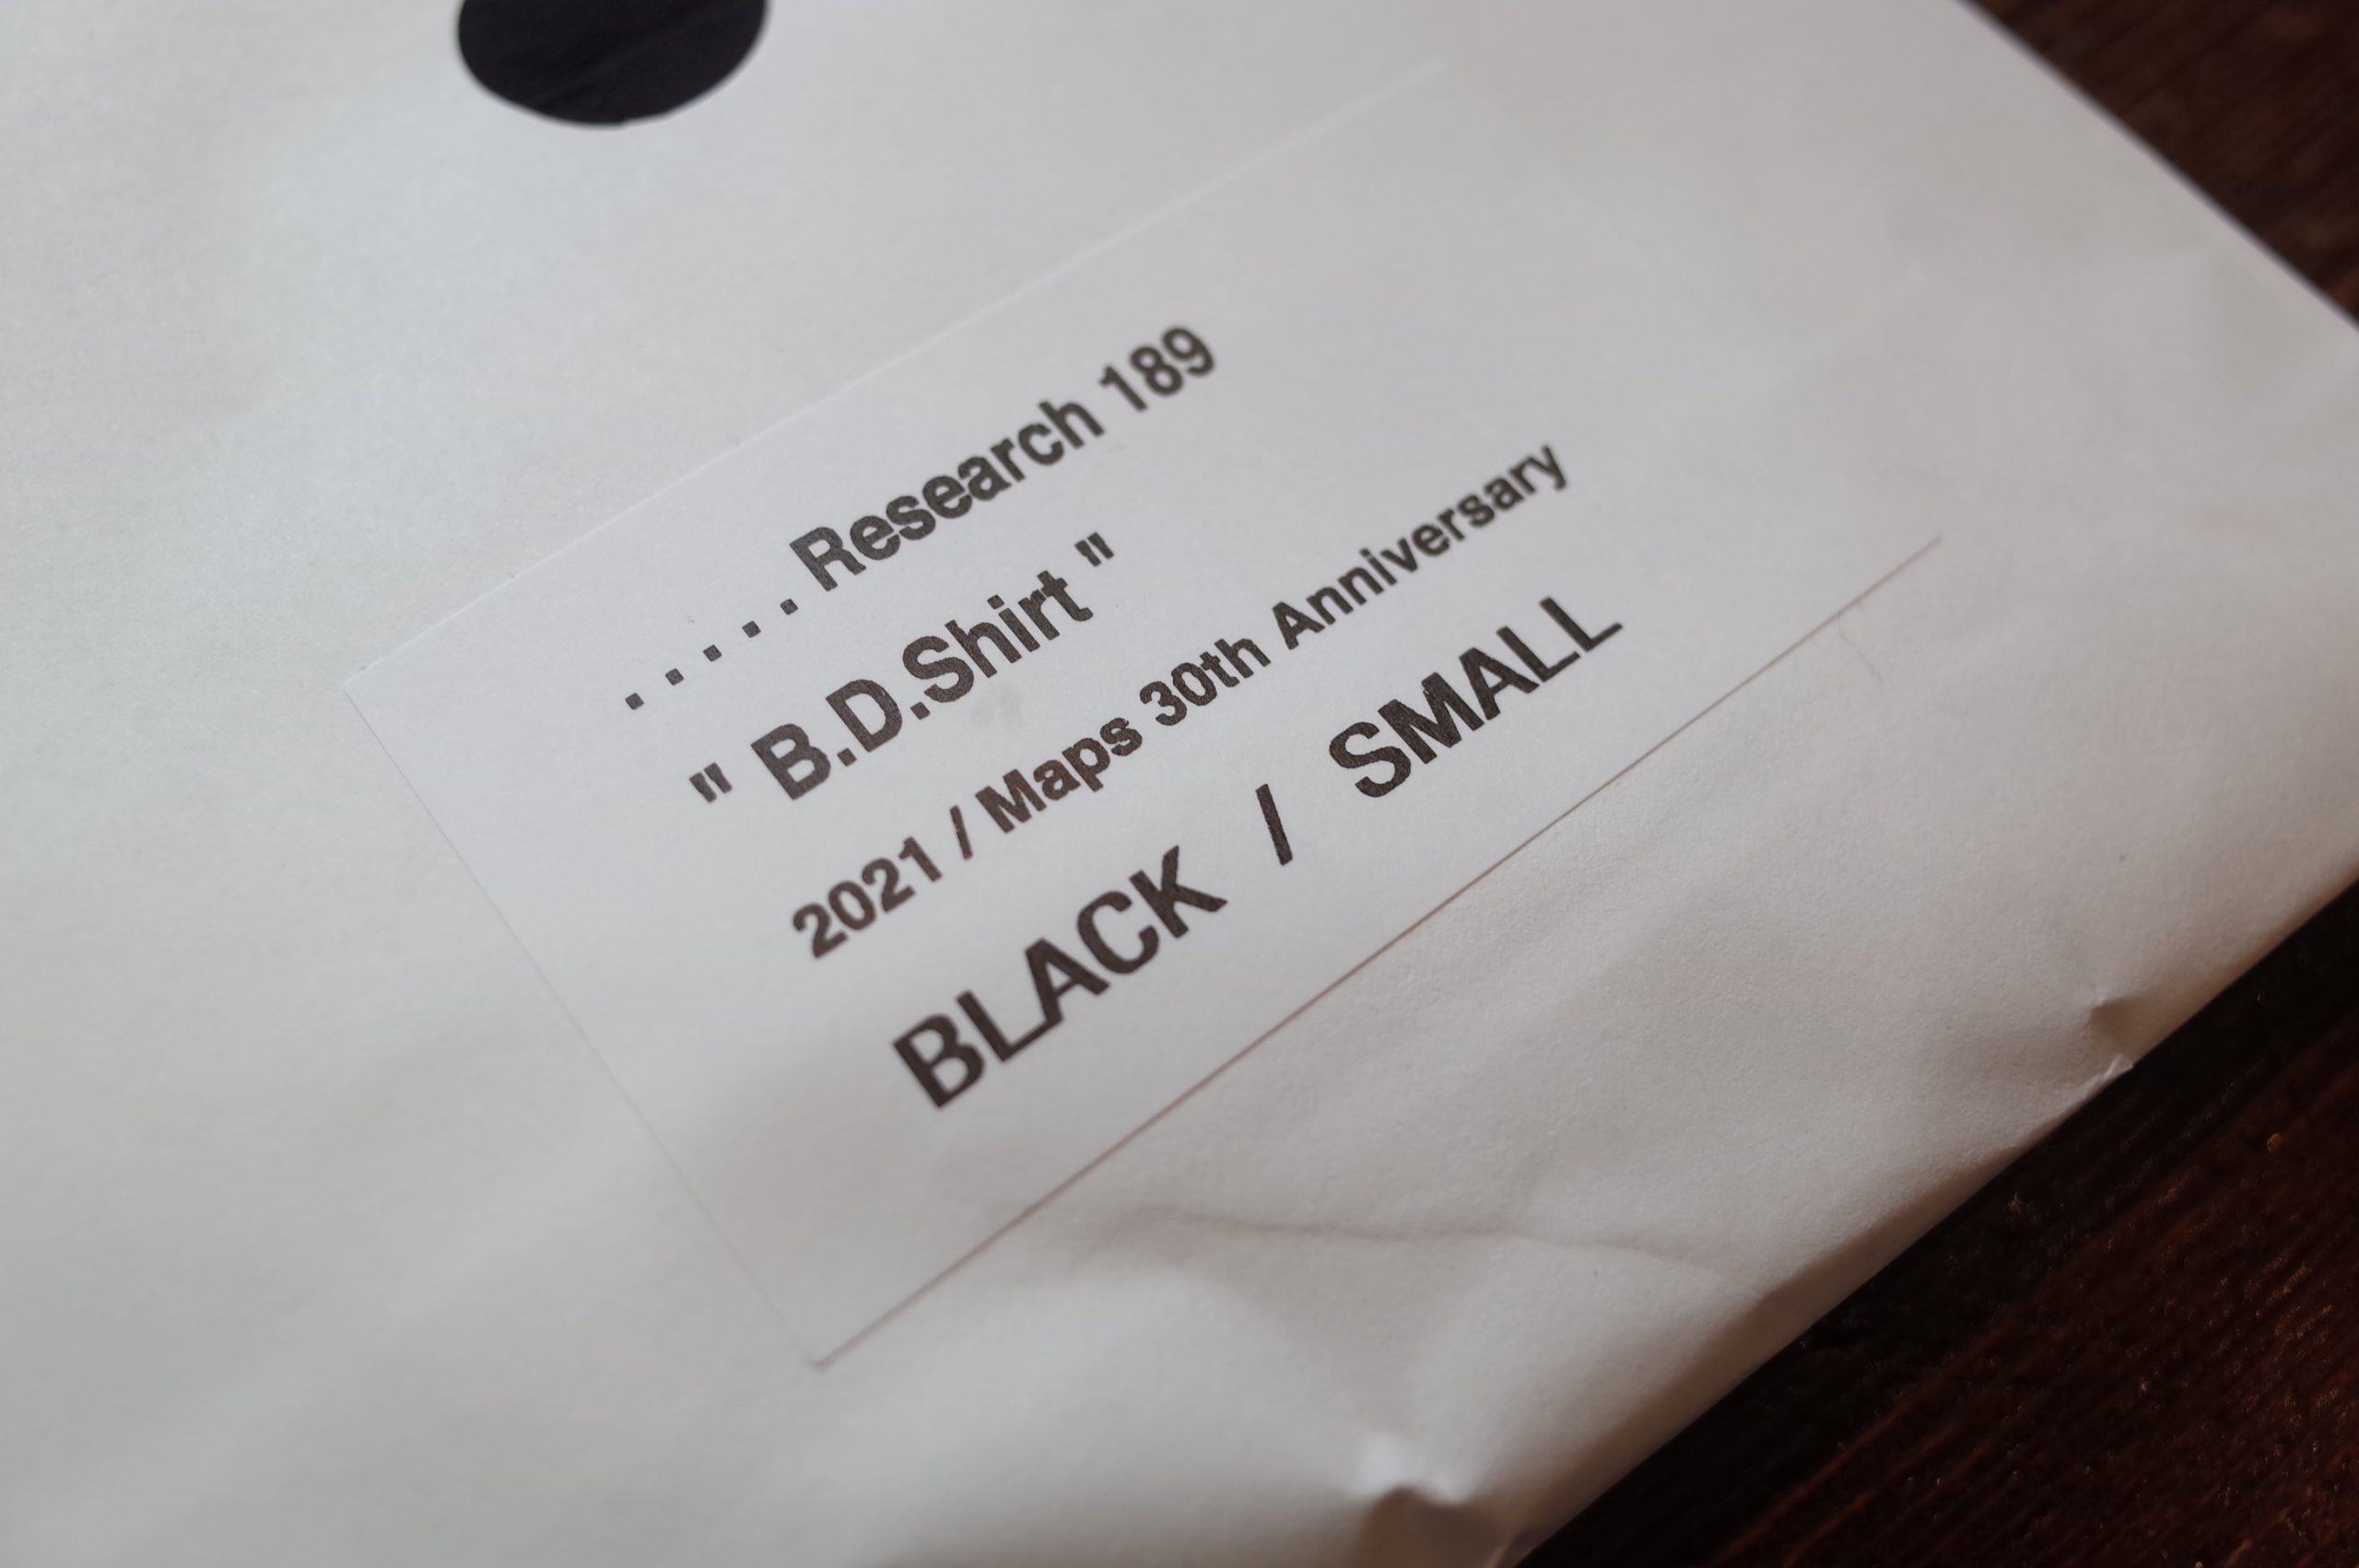 .....Research 189
" B.D.Shirt "
2021 / Maps 30th Anniversary
BLACK / SMALL